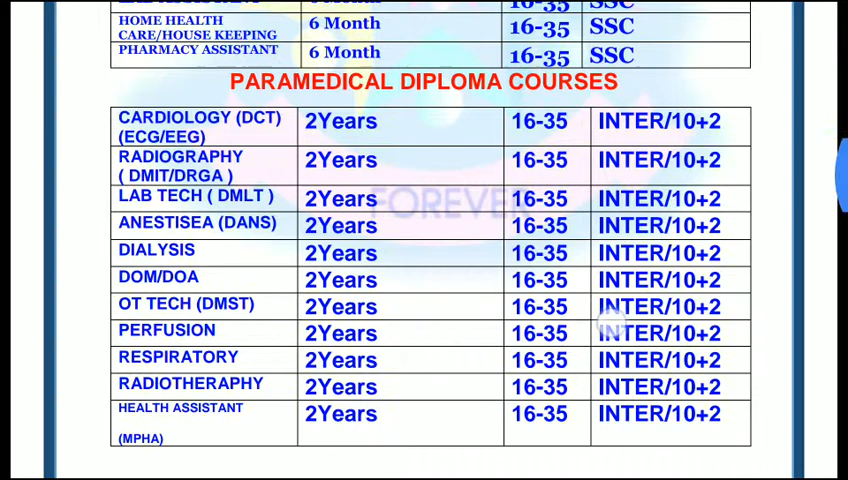 16-35 SSC
HOME HEALTH
CARE/HOUSE KEEPING 6 Month 16-35 SSC
PHARMACY ASSISTANT 6 Month 16-35 SSC
PARAMEDICAL DIPLOMA COURSES
CARDIOLOGY (DCT)
(ECG/EEG) 2Years 16-35 INTER/10+2
RADIOGRAPHY
( DMIT/DRGA ) 2Years 16-35 INTER/10+2
LAB TECH ( DMLT ) 2Years 16-35 INTER/10+2
FOREVER
ANESTISEA (DANS) 2Years 16-35 INTER/10+2
DIALYSIS 2Years 16-35 INTER/10+2
DOM/DOA 2Years 16-35 INTER/10+2
OT TECH (DMST) 2Years 16-35 INTER/10+2
PERFUSION 2Years 16-35 INTER/10+2
RESPIRATORY 2Years 16-35 INTER/10+2
RADIOTHERAPHY 2Years 16-35 INTER/10+2
HEALTH ASSISTANT 2Years 16-35 INTER/10+2
(MPHA)